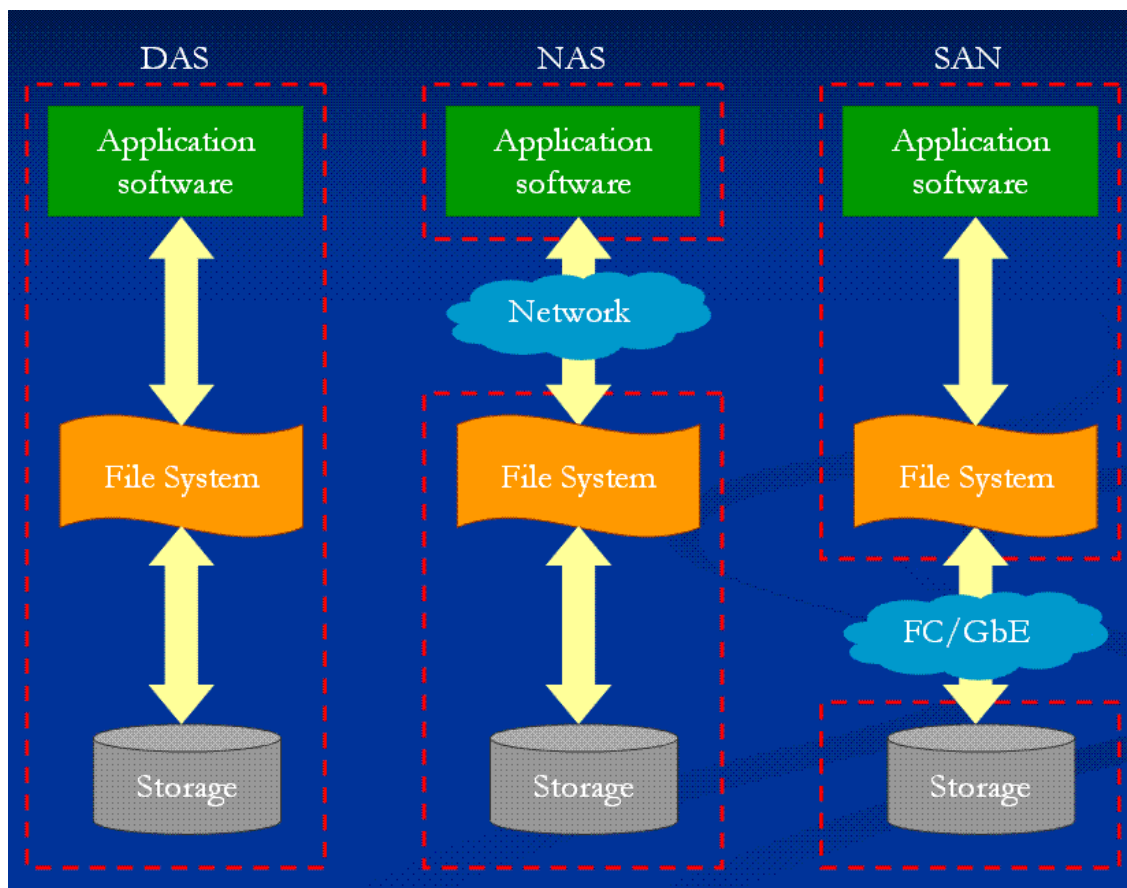 DAS
Application
software
File System
Storage
NAS
Application
software
Network
File System
Storage
SAN
Application
software
File System
FC/GbE
Storage